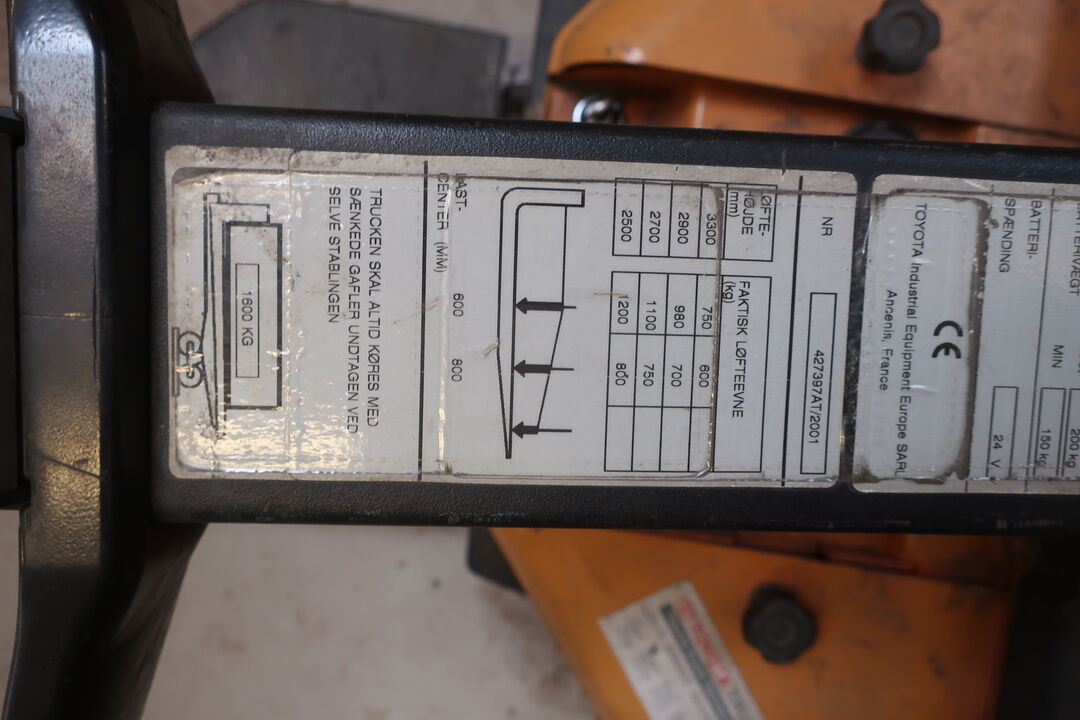 200 kg
MIN 150 kg
BATTERI-
SPÆNDING 24 V
CE
TOYOTA Industrial Equipment Europe SARL
Ancenis, France
NR 427397AT/2001
LØFTE- FAKTISK LØFTEEVNE
HØJDE (kg)
(mm)
3300 750 600
2900 980 700
2700 1100 750
2500 1200 800
LAST- 600 800
CENTER (MM)
TRUCKEN SKAL ALTID KØRES MED
SÆNKEDE GAFLER UNDTAGEN VED
SELVE STABLINGEN
1600 KG